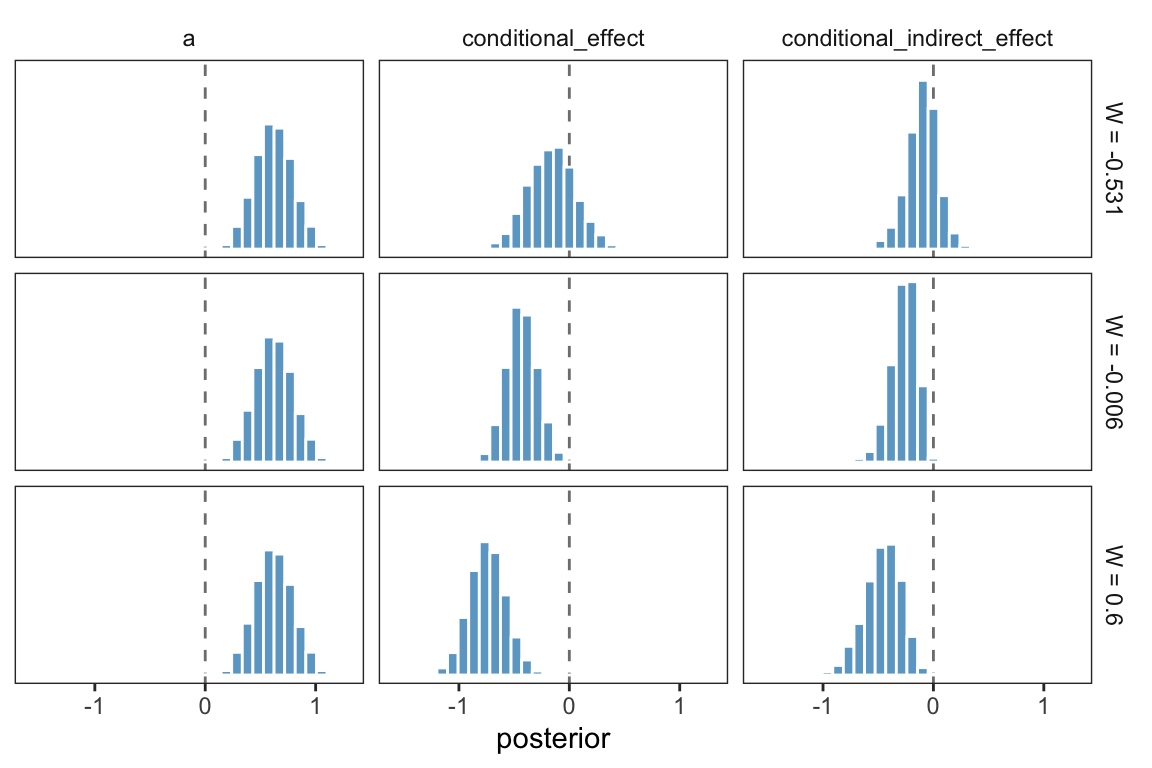 a
conditional_effect
conditional_indirect_effect
W = -0.531
W = -0.006
W = 0.6
-1 0 1
-1 0 1
-1 0 1
posterior